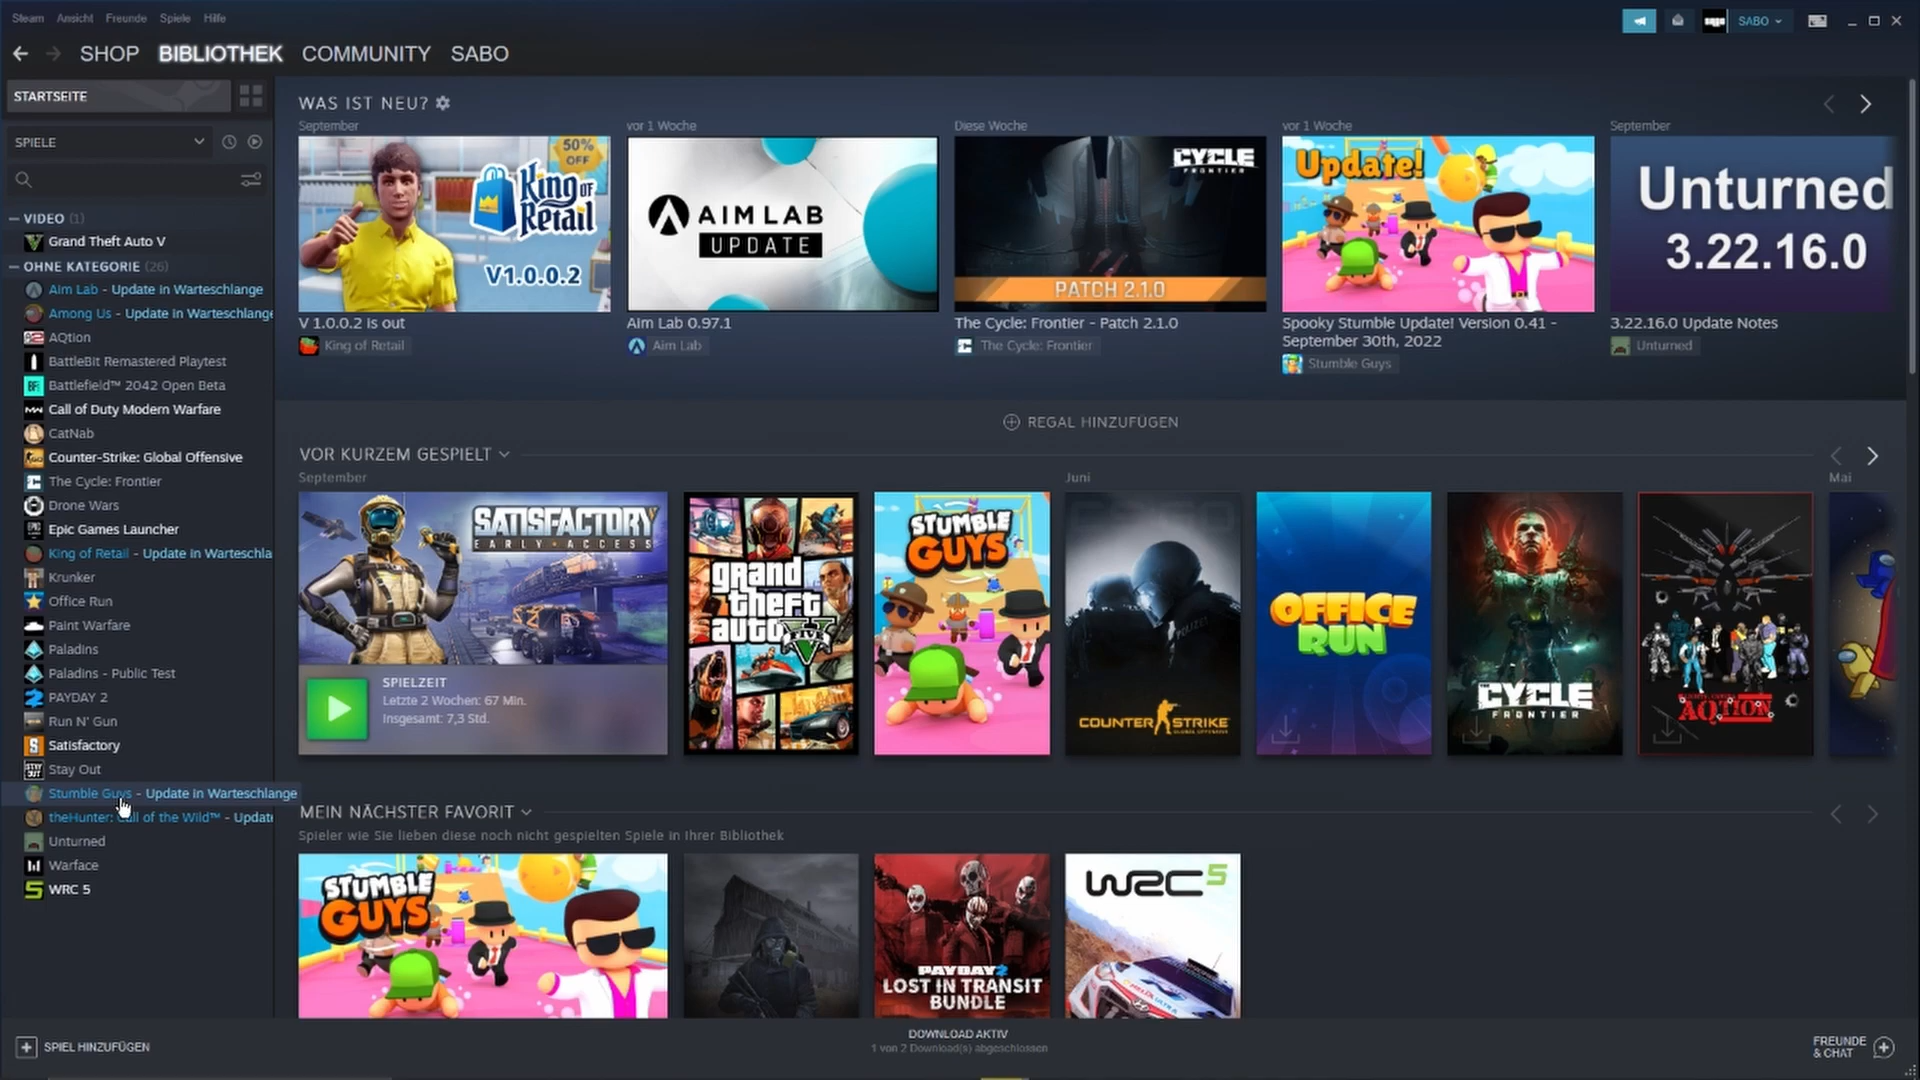 Steam Ansicht Freunde Spiele Hilfe
SABO
SHOP BIBLIOTHEK COMMUNITY SABO
STARTSEITE
SPIELE
VIDEO (1)
Grand Theft Auto V
OHNE KATEGORIE (26)
Aim Lab - Update in Warteschlange
Among Us - Update in Warteschlange
AQtion
BattleBit Remastered Playtest
Battlefield™ 2042 Open Beta
Call of Duty Modern Warfare
CatNab
Counter-Strike: Global Offensive
The Cycle: Frontier
Drone Wars
Epic Games Launcher
King of Retail - Update in Warteschla
Krunker
Office Run
Paint Warfare
Paladins
Paladins - Public Test
PAYDAY 2
Run N' Gun
Satisfactory
Stay Out
Stumble Guys - Update in Warteschlange
theHunter: Call of the Wild™ - Update
Unturned
Warface
WRC 5
SPIEL HINZUFÜGEN
WAS IST NEU?
September
50% OFF
King of Retail
V1.0.0.2
V 1.0.0.2 is out
King of Retail
vor 1 Woche
AIM LAB
UPDATE
Aim Lab 0.97.1
Aim Lab
Diese Woche
CYCLE
FRONTIER
PATCH 2.1.0
The Cycle: Frontier - Patch 2.1.0
The Cycle: Frontier
vor 1 Woche
Update!
Spooky Stumble Update! Version 0.41 -
September 30th, 2022
Stumble Guys
September
Unturned
3.22.16.0
3.22.16.0 Update Notes
Unturned
REGAL HINZUFÜGEN
VOR KURZEM GESPIELT
September
Juni
Mai
SATISFACTORY
EARLY ACCESS
SPIELZEIT
Letzte 2 Wochen: 67 Min.
Insgesamt: 7,3 Std.
grand
theft
auto
FIVE
STUMBLE
GUYS
POLIZEI
COUNTER STRIKE
GLOBAL OFFENSIVE
OFFICE
RUN
THE
CYCLE
FRONTIER
AQTION
MEIN NÄCHSTER FAVORIT
Spieler wie Sie lieben diese noch nicht gespielten Spiele in Ihrer Bibliothek
STUMBLE
GUYS
PAYDAY 2
LOST IN TRANSIT
BUNDLE
WRC 5
DOWNLOAD AKTIV
1 von 2 Download(s) abgeschlossen
FREUNDE
& CHAT